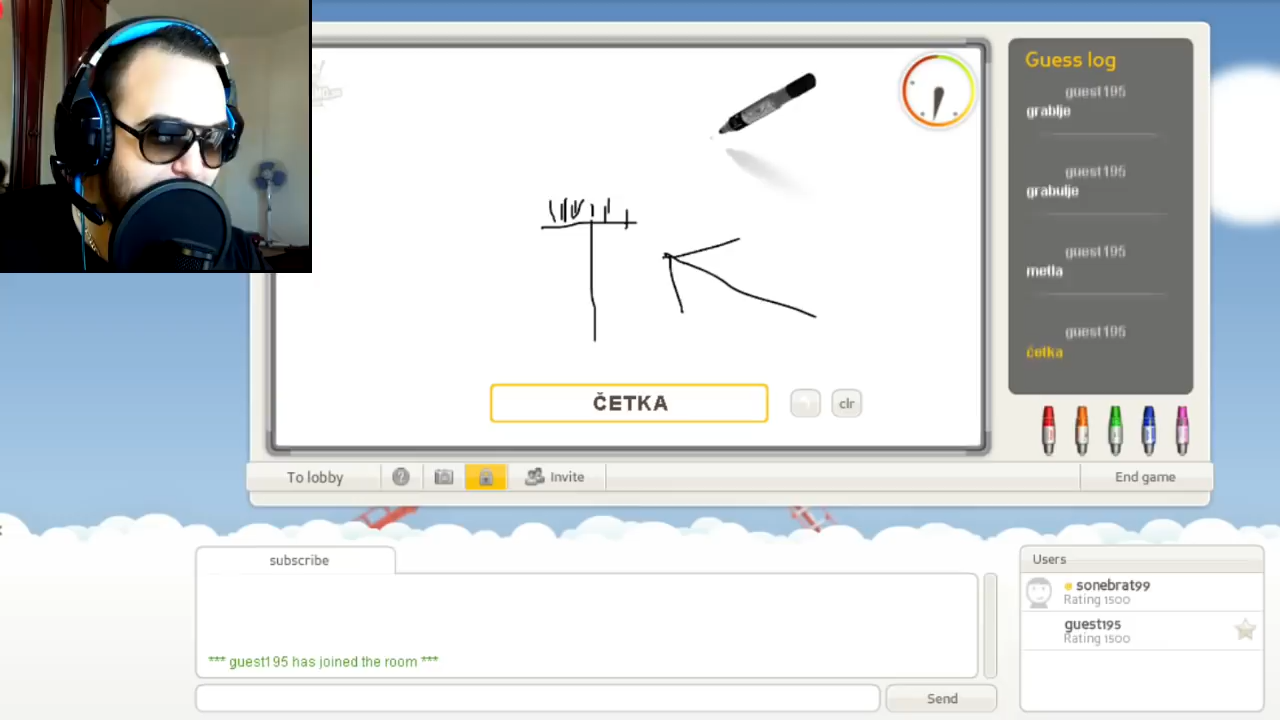 Guess log
guest195
grablje
guest195
grabulje
guest195
metla
guest195
četka
ČETKA
clr
To lobby
?
Invite
End game
subscribe
*** guest195 has joined the room ***
Send
Users
sonebrat99
Rating 1500
guest195
Rating 1500